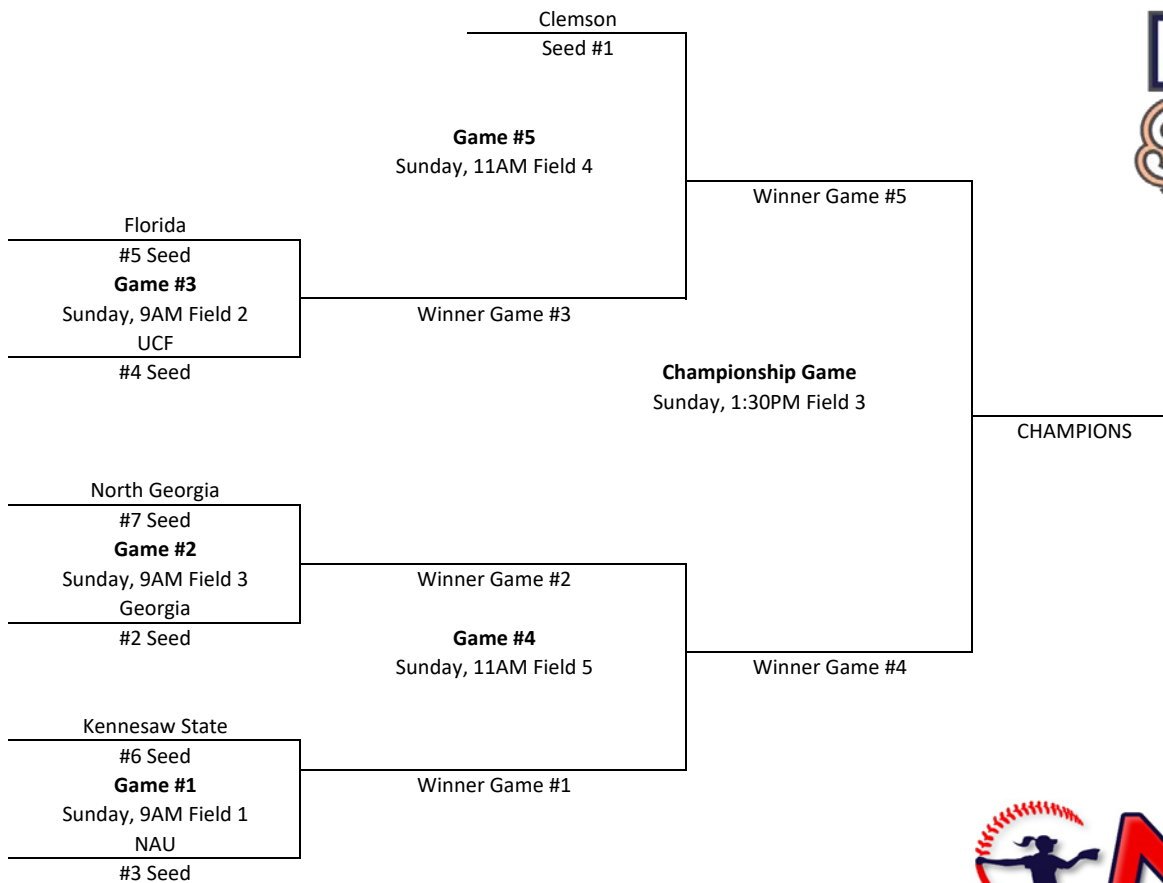 Clemson
Seed #1
Game #5
Sunday, 11AM Field 4
Winner Game #5
Florida
#5 Seed
Game #3
Sunday, 9AM Field 2
Winner Game #3
UCF
#4 Seed
Championship Game
Sunday, 1:30PM Field 3
CHAMPIONS
North Georgia
#7 Seed
Game #2
Sunday, 9AM Field 3
Winner Game #2
Georgia
#2 Seed
Game #4
Sunday, 11AM Field 5
Winner Game #4
Kennesaw State
#6 Seed
Game #1
Sunday, 9AM Field 1
Winner Game #1
NAU
#3 Seed